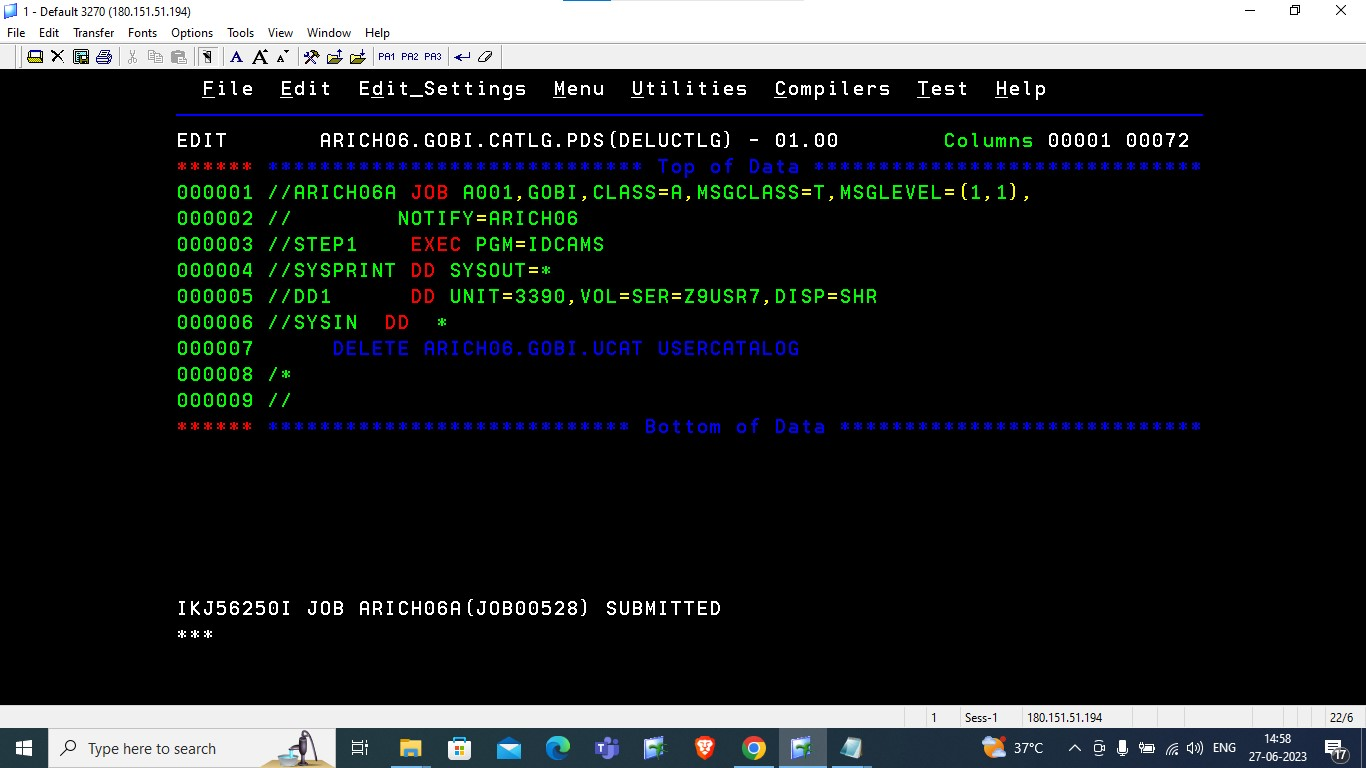 1 - Default 3270 (180.151.51.194)
File Edit Transfer Fonts Options Tools View Window Help
A A A PA1 PA2 PA3
File Edit Edit_Settings Menu Utilities Compilers Test Help
EDIT ARICH06.GOBI.CATLG.PDS(DELUCTLG) - 01.00 Columns 00001 00072
****** ***************************** Top of Data ******************************
000001 //ARICH06A JOB A001,GOBI,CLASS=A,MSGCLASS=T,MSGLEVEL=(1,1),
000002 // NOTIFY=ARICH06
000003 //STEP1 EXEC PGM=IDCAMS
000004 //SYSPRINT DD SYSOUT=*
000005 //DD1 DD UNIT=3390,VOL=SER=Z9USR7,DISP=SHR
000006 //SYSIN DD *
000007 DELETE ARICH06.GOBI.UCAT USERCATALOG
000008 /*
000009 //
****** **************************** Bottom of Data ****************************
IKJ56250I JOB ARICH06A(JOB00528) SUBMITTED
***
1 Sess-1 180.151.51.194 22/6
Type here to search 37°C ENG 14:58
27-06-2023 17